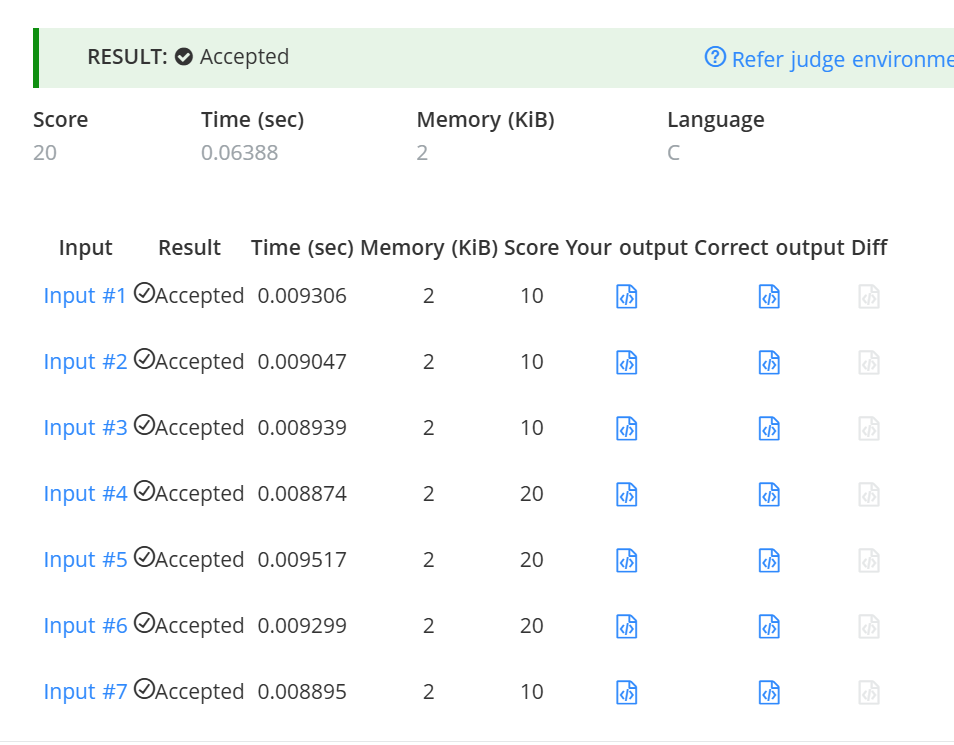 RESULT: Accepted
Refer judge environme
Score Time (sec) Memory (KiB) Language
20 0.06388 2 C
Input Result Time (sec) Memory (KiB) Score Your output Correct output Diff
Input #1 Accepted 0.009306 2 10
Input #2 Accepted 0.009047 2 10
Input #3 Accepted 0.008939 2 10
Input #4 Accepted 0.008874 2 20
Input #5 Accepted 0.009517 2 20
Input #6 Accepted 0.009299 2 20
Input #7 Accepted 0.008895 2 10